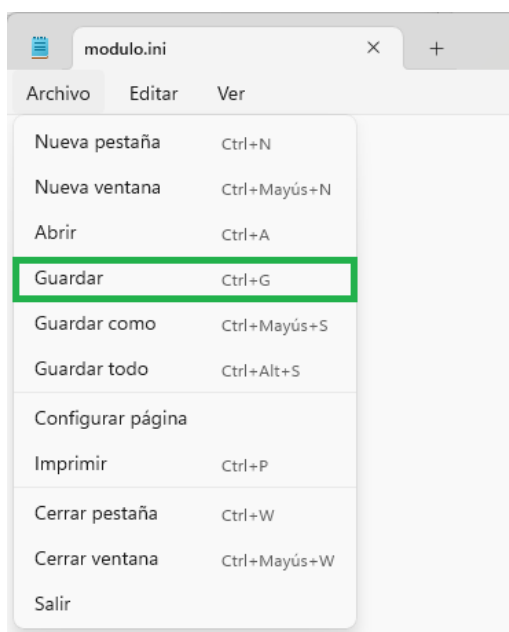 modulo.ini
Archivo Editar Ver
Nueva pestaña Ctrl+N
Nueva ventana Ctrl+Mayús+N
Abrir Ctrl+A
Guardar Ctrl+G
Guardar como Ctrl+Mayús+S
Guardar todo Ctrl+Alt+S
Configurar página
Imprimir Ctrl+P
Cerrar pestaña Ctrl+W
Cerrar ventana Ctrl+Mayús+W
Salir